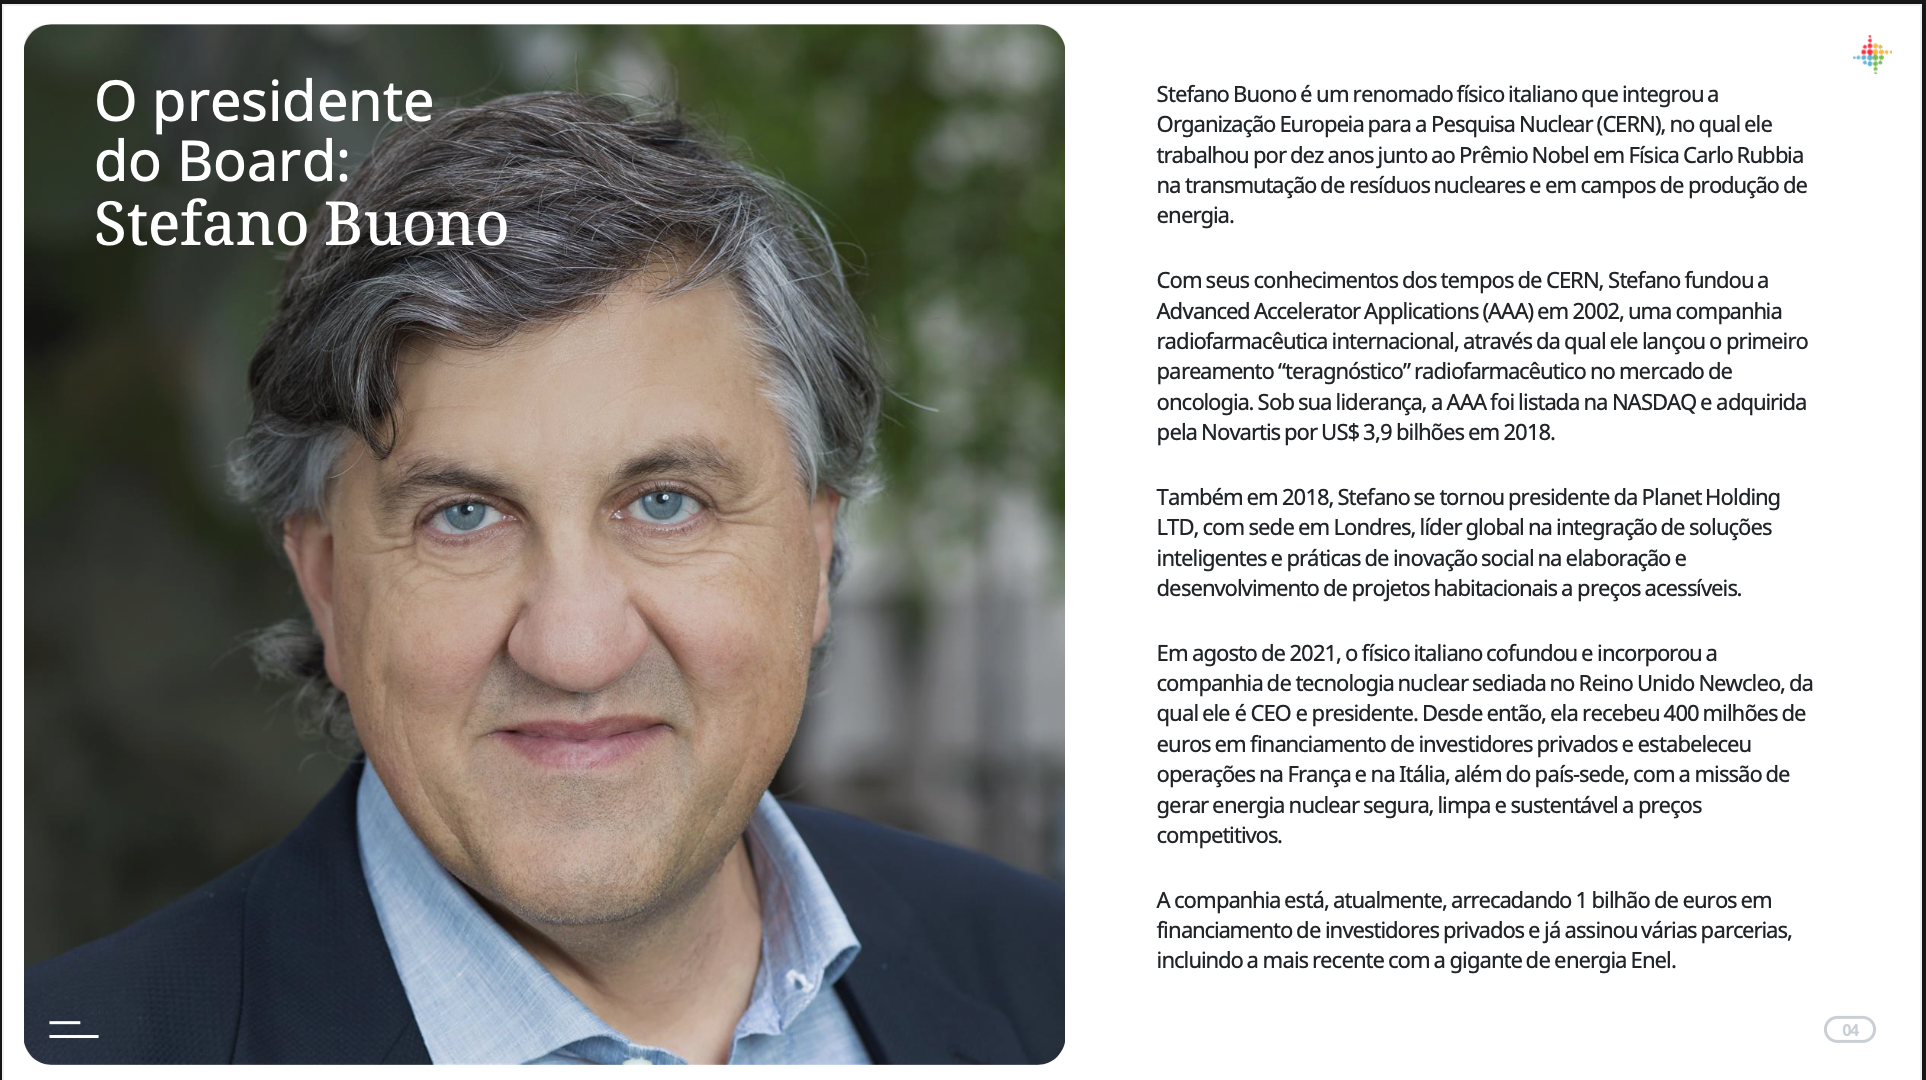 O presidente
do Board:
Stefano Buono
Stefano Buono é um renomado físico italiano que integrou a
Organização Europeia para a Pesquisa Nuclear (CERN), no qual ele
trabalhou por dez anos junto ao Prêmio Nobel em Física Carlo Rubbia
na transmutação de resíduos nucleares e em campos de produção de
energia.
Com seus conhecimentos dos tempos de CERN, Stefano fundou a
Advanced Accelerator Applications (AAA) em 2002, uma companhia
radiofarmacêutica internacional, através da qual ele lançou o primeiro
pareamento “teragnóstico” radiofarmacêutico no mercado de
oncologia. Sob sua liderança, a AAA foi listada na NASDAQ e adquirida
pela Novartis por US$ 3,9 bilhões em 2018.
Também em 2018, Stefano se tornou presidente da Planet Holding
LTD, com sede em Londres, líder global na integração de soluções
inteligentes e práticas de inovação social na elaboração e
desenvolvimento de projetos habitacionais a preços acessíveis.
Em agosto de 2021, o físico italiano cofundou e incorporou a
companhia de tecnologia nuclear sediada no Reino Unido Newcleo, da
qual ele é CEO e presidente. Desde então, ela recebeu 400 milhões de
euros em financiamento de investidores privados e estabeleceu
operações na França e na Itália, além do país-sede, com a missão de
gerar energia nuclear segura, limpa e sustentável a preços
competitivos.
A companhia está, atualmente, arrecadando 1 bilhão de euros em
financiamento de investidores privados e já assinou várias parcerias,
incluindo a mais recente com a gigante de energia Enel.
04